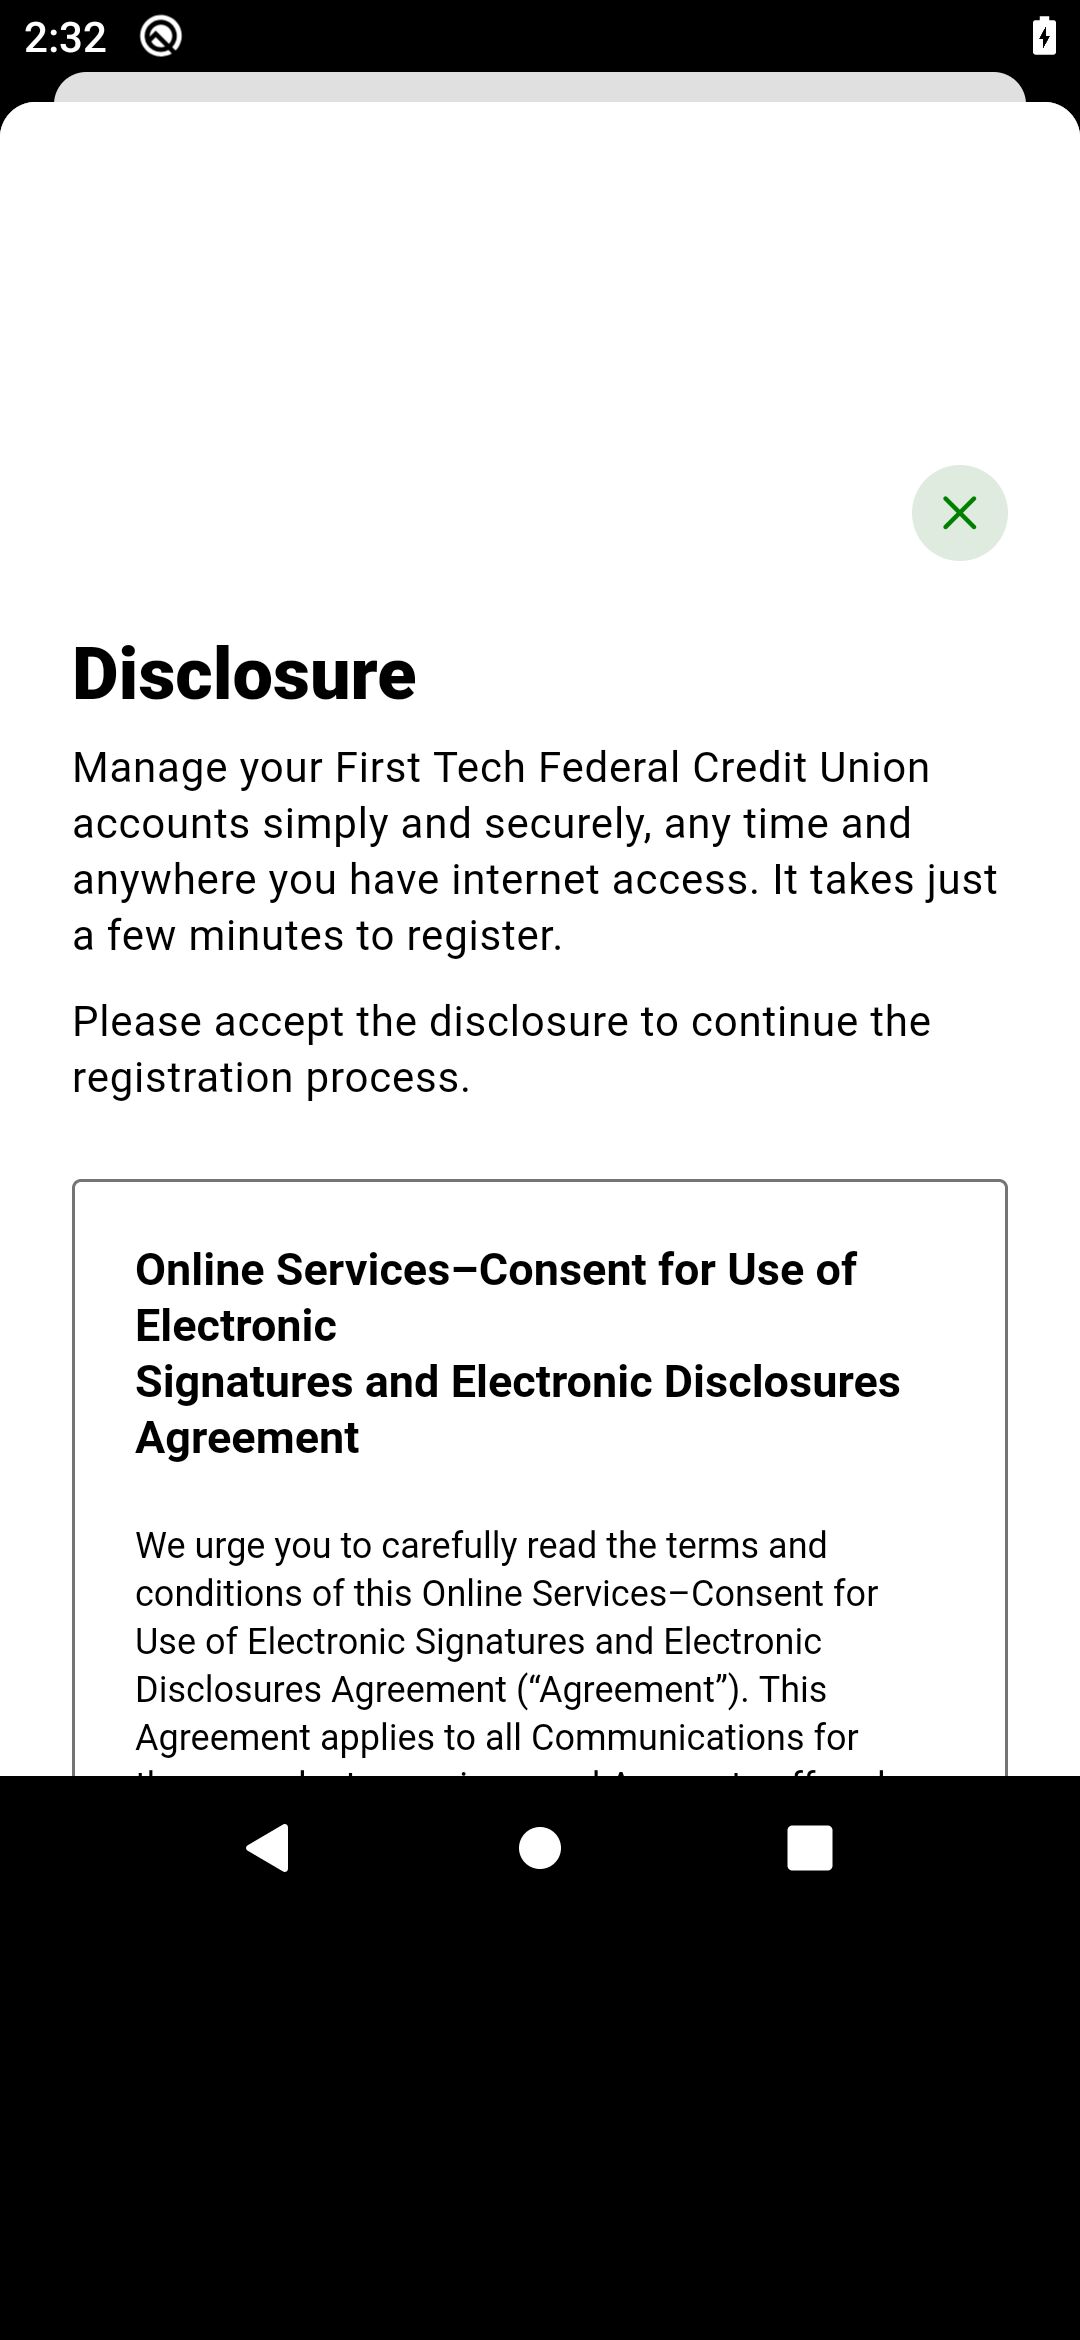 2:32
Disclosure
Manage your First Tech Federal Credit Union
accounts simply and securely, any time and
anywhere you have internet access. It takes just
a few minutes to register.
Please accept the disclosure to continue the
registration process.
Online Services–Consent for Use of
Electronic
Signatures and Electronic Disclosures
Agreement
We urge you to carefully read the terms and
conditions of this Online Services–Consent for
Use of Electronic Signatures and Electronic
Disclosures Agreement (“Agreement”). This
Agreement applies to all Communications for